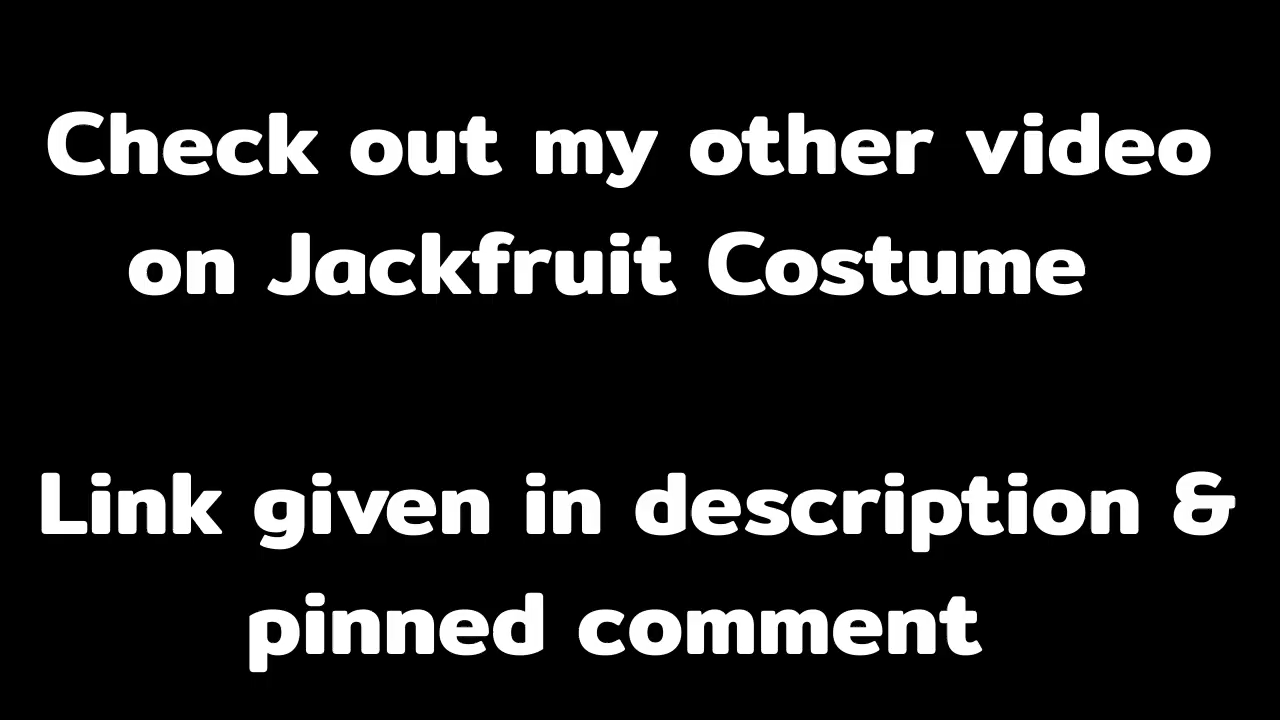 Check out my other video
on Jackfruit Costume
Link given in description &
pinned comment